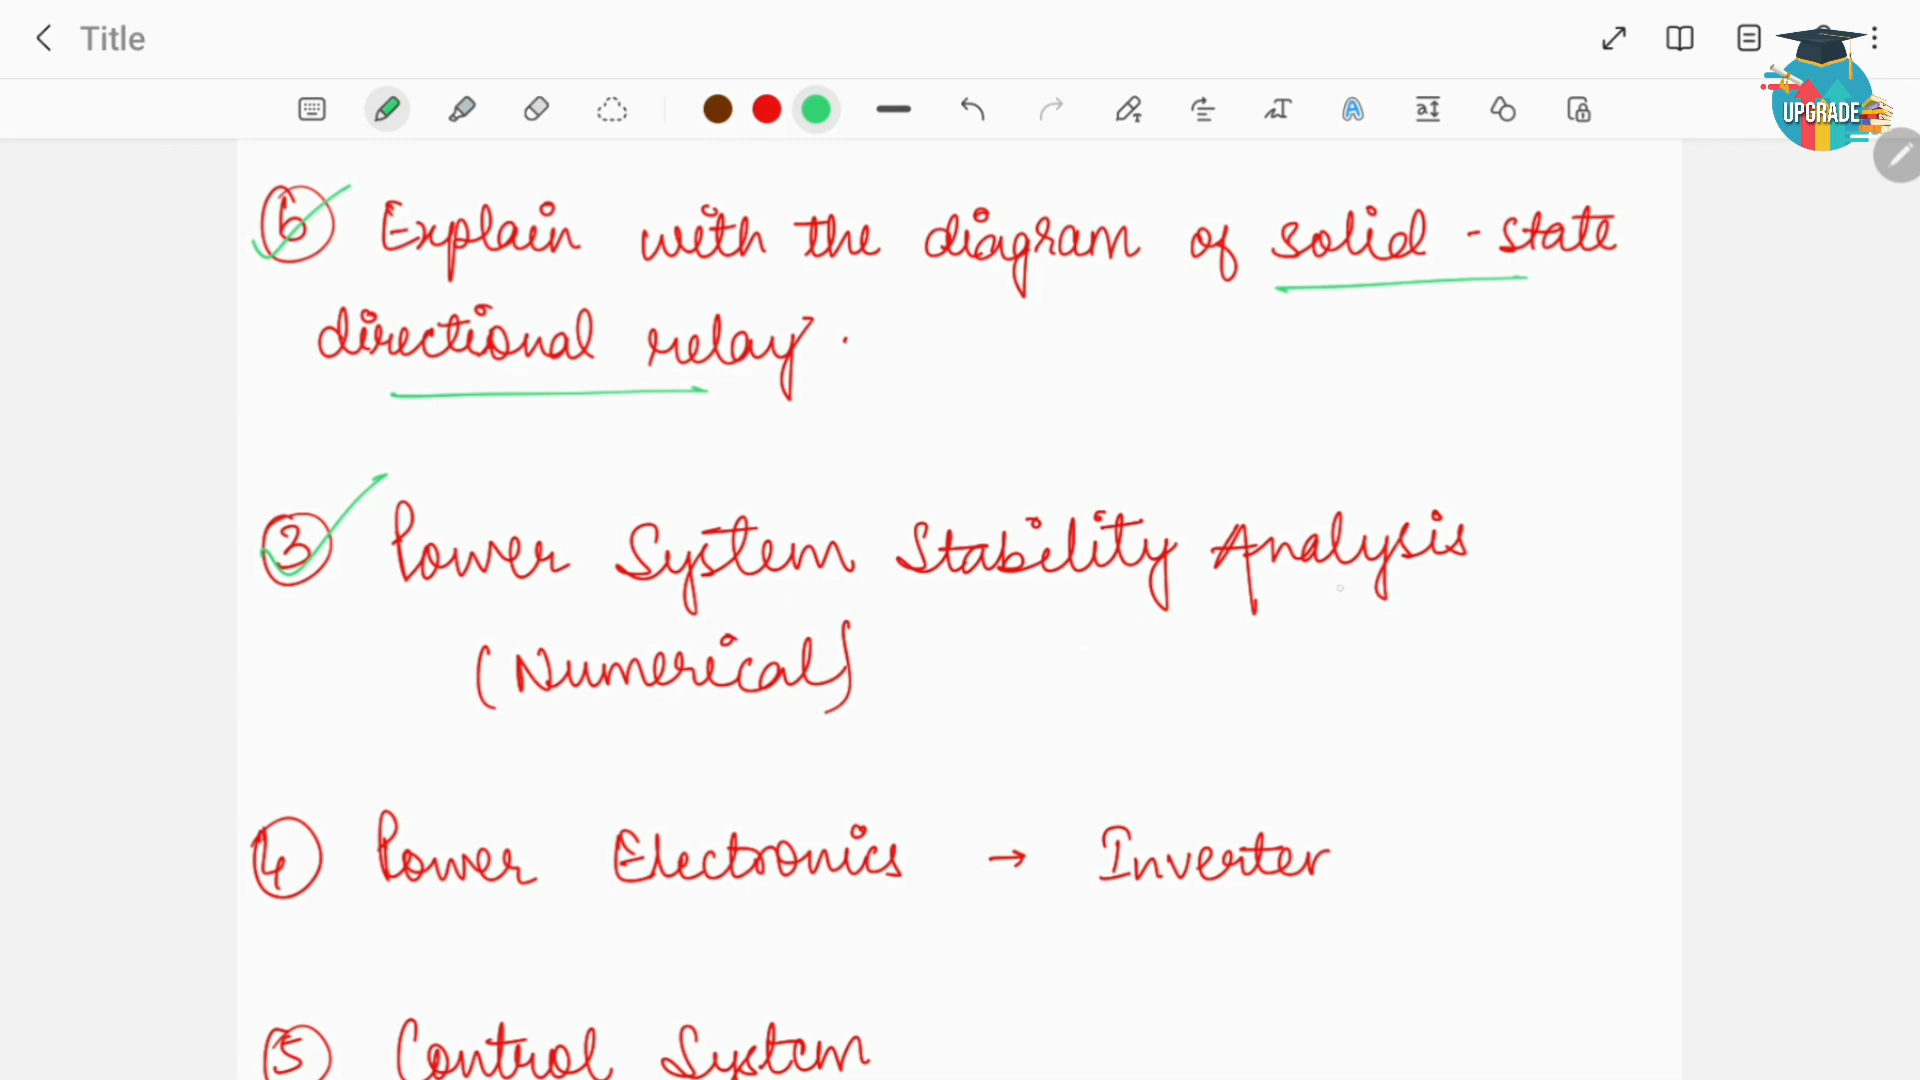 Title
UPGRADE
6 Explain with the diagram of solid-state
directional relay.
3 Power System Stability Analysis
(Numerical)
4 Power Electronics → Inverter
5 Control System